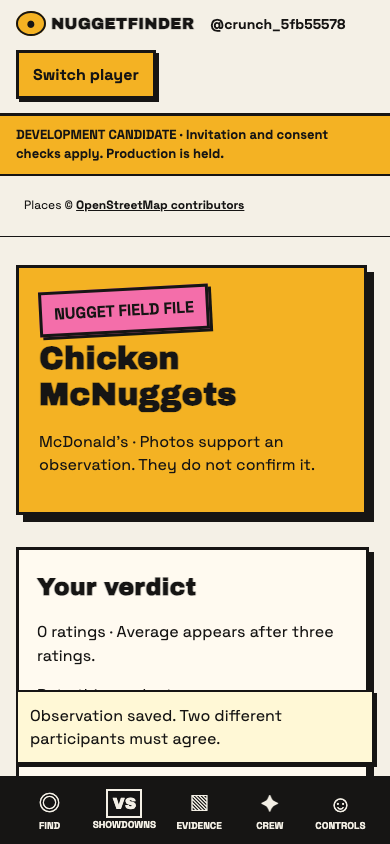 NUGGETFINDER @crunch_5fb55578
Switch player
DEVELOPMENT CANDIDATE · Invitation and consent
checks apply. Production is held.
Places © OpenStreetMap contributors
NUGGET FIELD FILE
Chicken
McNuggets
McDonald's · Photos support an
observation. They do not confirm it.
Your verdict
0 ratings · Average appears after three
ratings.
Observation saved. Two different
participants must agree.
FIND
VS
SHOWDOWNS
EVIDENCE
CREW
CONTROLS